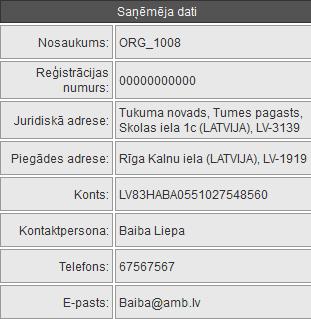 Saņēmēja dati
Nosaukums: ORG_1008
Reģistrācijas
numurs: 00000000000
Juridiskā adrese: Tukuma novads, Tumes pagasts,
Skolas iela 1c (LATVIJA), LV-3139
Piegādes adrese: Rīga Kalnu iela (LATVIJA), LV-1919
Konts: LV83HABA0551027548560
Kontaktpersona: Baiba Liepa
Telefons: 67567567
E-pasts: Baiba@amb.lv